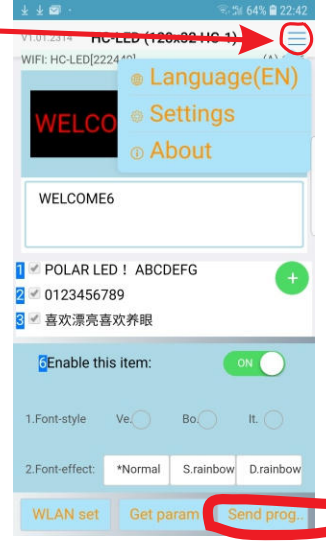 64% 22:42
V1.01.2314 HC-LED (128x32 HC-1)
WIFI: HC-LED[222
Language(EN)
Settings
About
WELCO
WELCOME6
1 POLAR LED！ ABCDEFG
2 0123456789
3 喜欢漂亮喜欢养眼
+
6Enable this item: ON
1.Font-style Ve. Bo. It.
2.Font-effect: *Normal S.rainbow D.rainbow
WLAN set Get param Send prog..